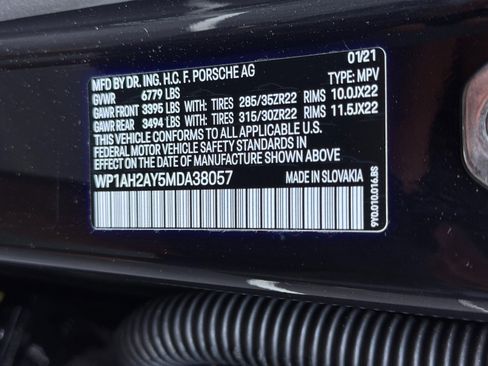 01/21
MFD BY DR. ING. H.C. F. PORSCHE AG
GVWR 6779 LBS TYPE: MPV
GAWR FRONT 3395 LBS WITH: TIRES 285/35ZR22 RIMS 10.0JX22
GAWR REAR 3494 LBS WITH: TIRES 315/30ZR22 RIMS 11.5JX22
THIS VEHICLE CONFORMS TO ALL APPLICABLE
FEDERAL MOTOR VEHICLE SAFETY STANDARDS IN
EFFECT ON THE DATE OF MANUFACTURE SHOWN ABOVE.
WP1AH2AY5MDA38057 MADE IN SLOVAKIA
9Y0.010.016.BS